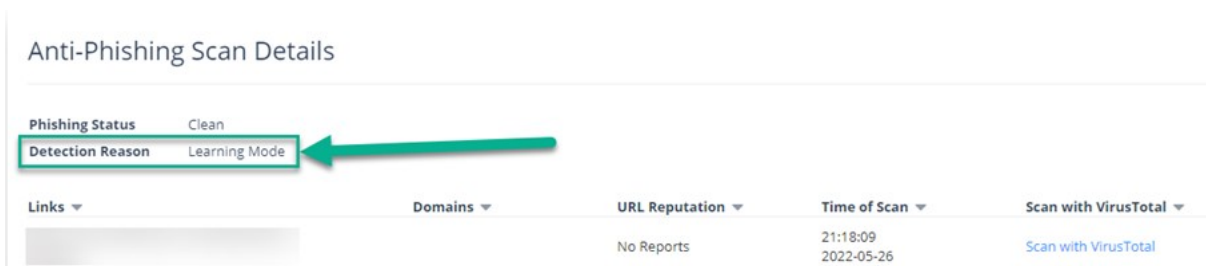 Anti-Phishing Scan Details
Phishing Status Clean
Detection Reason Learning Mode
Links Domains URL Reputation Time of Scan Scan with VirusTotal
No Reports 21:18:09 Scan with VirusTotal
2022-05-26